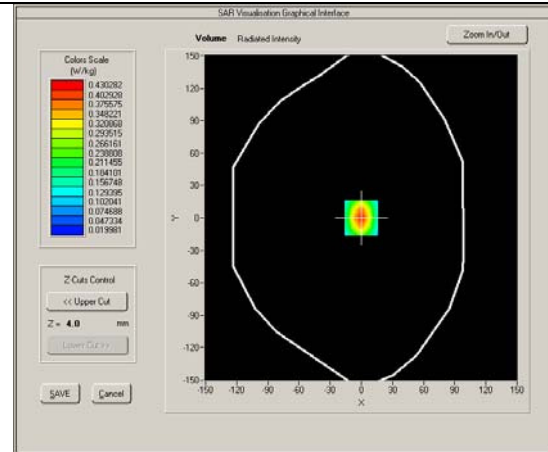 SAR Visualisation Graphical Interface
Volume Radiated Intensity
Zoom In/Out
Colors Scale
(W/kg)
0.430282
0.402928
0.375575
0.348221
0.320868
0.293515
0.266161
0.238808
0.211455
0.184101
0.156748
0.129395
0.102041
0.074688
0.047334
0.019981
Z-Cuts Control
<< Upper Cut
Z = 4.0 mm
Lower Cut >>
SAVE Cancel
150-
120-
90-
60-
30-
0-
-30-
-60-
-90-
-120-
-150-
Y
-150 -120 -90 -60 -30 0 30 60 90 120 150
X